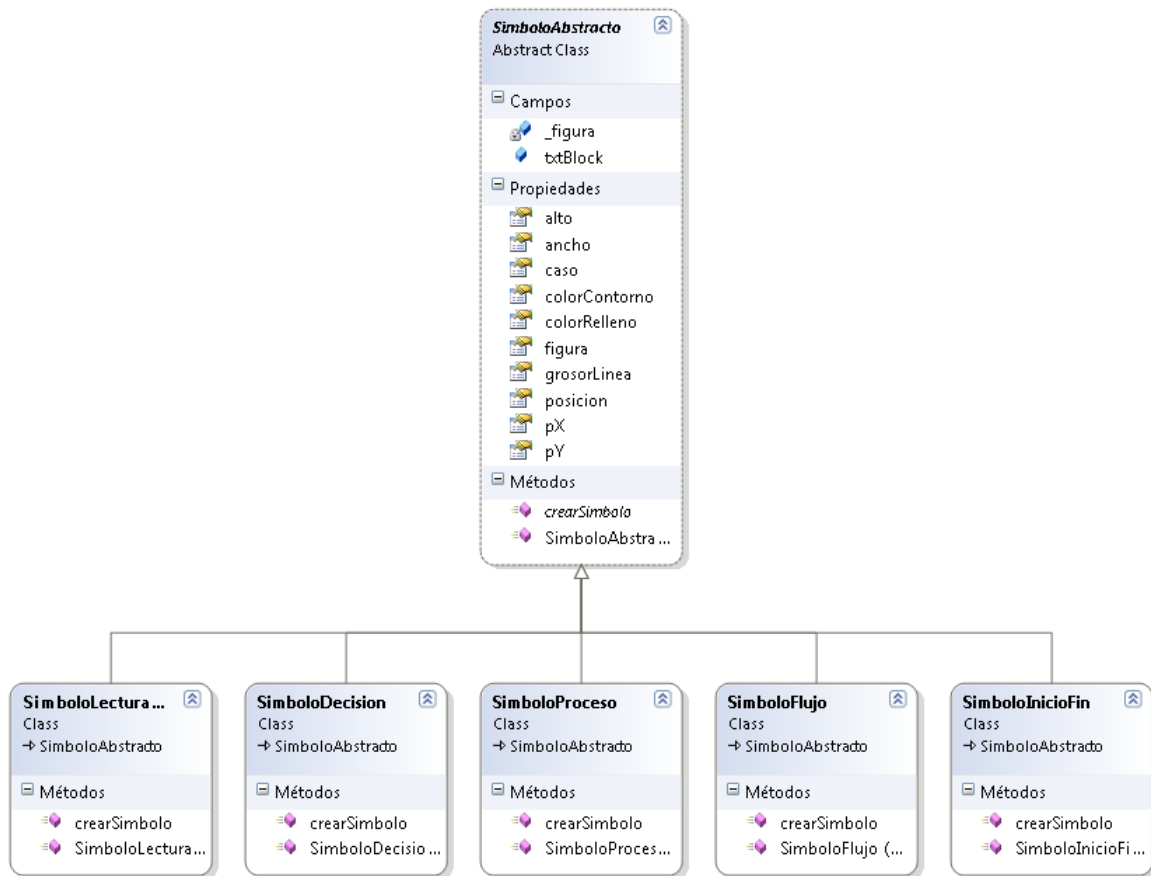 SimboloAbstracto
Abstract Class
Campos
_figura
txtBlock
Propiedades
alto
ancho
caso
colorContorno
colorRelleno
figura
grosorLinea
posicion
pX
pY
Métodos
crearSimbolo
SimboloAbstra...
SimboloLectura...
Class
SimboloAbstracto
Métodos
crearSimbolo
SimboloLectura...
SimboloDecision
Class
SimboloAbstracto
Métodos
crearSimbolo
SimboloDecisio...
SimboloProceso
Class
SimboloAbstracto
Métodos
crearSimbolo
SimboloProces...
SimboloFlujo
Class
SimboloAbstracto
Métodos
crearSimbolo
SimboloFlujo (...
SimboloInicioFin
Class
SimboloAbstracto
Métodos
crearSimbolo
SimboloInicioFi...